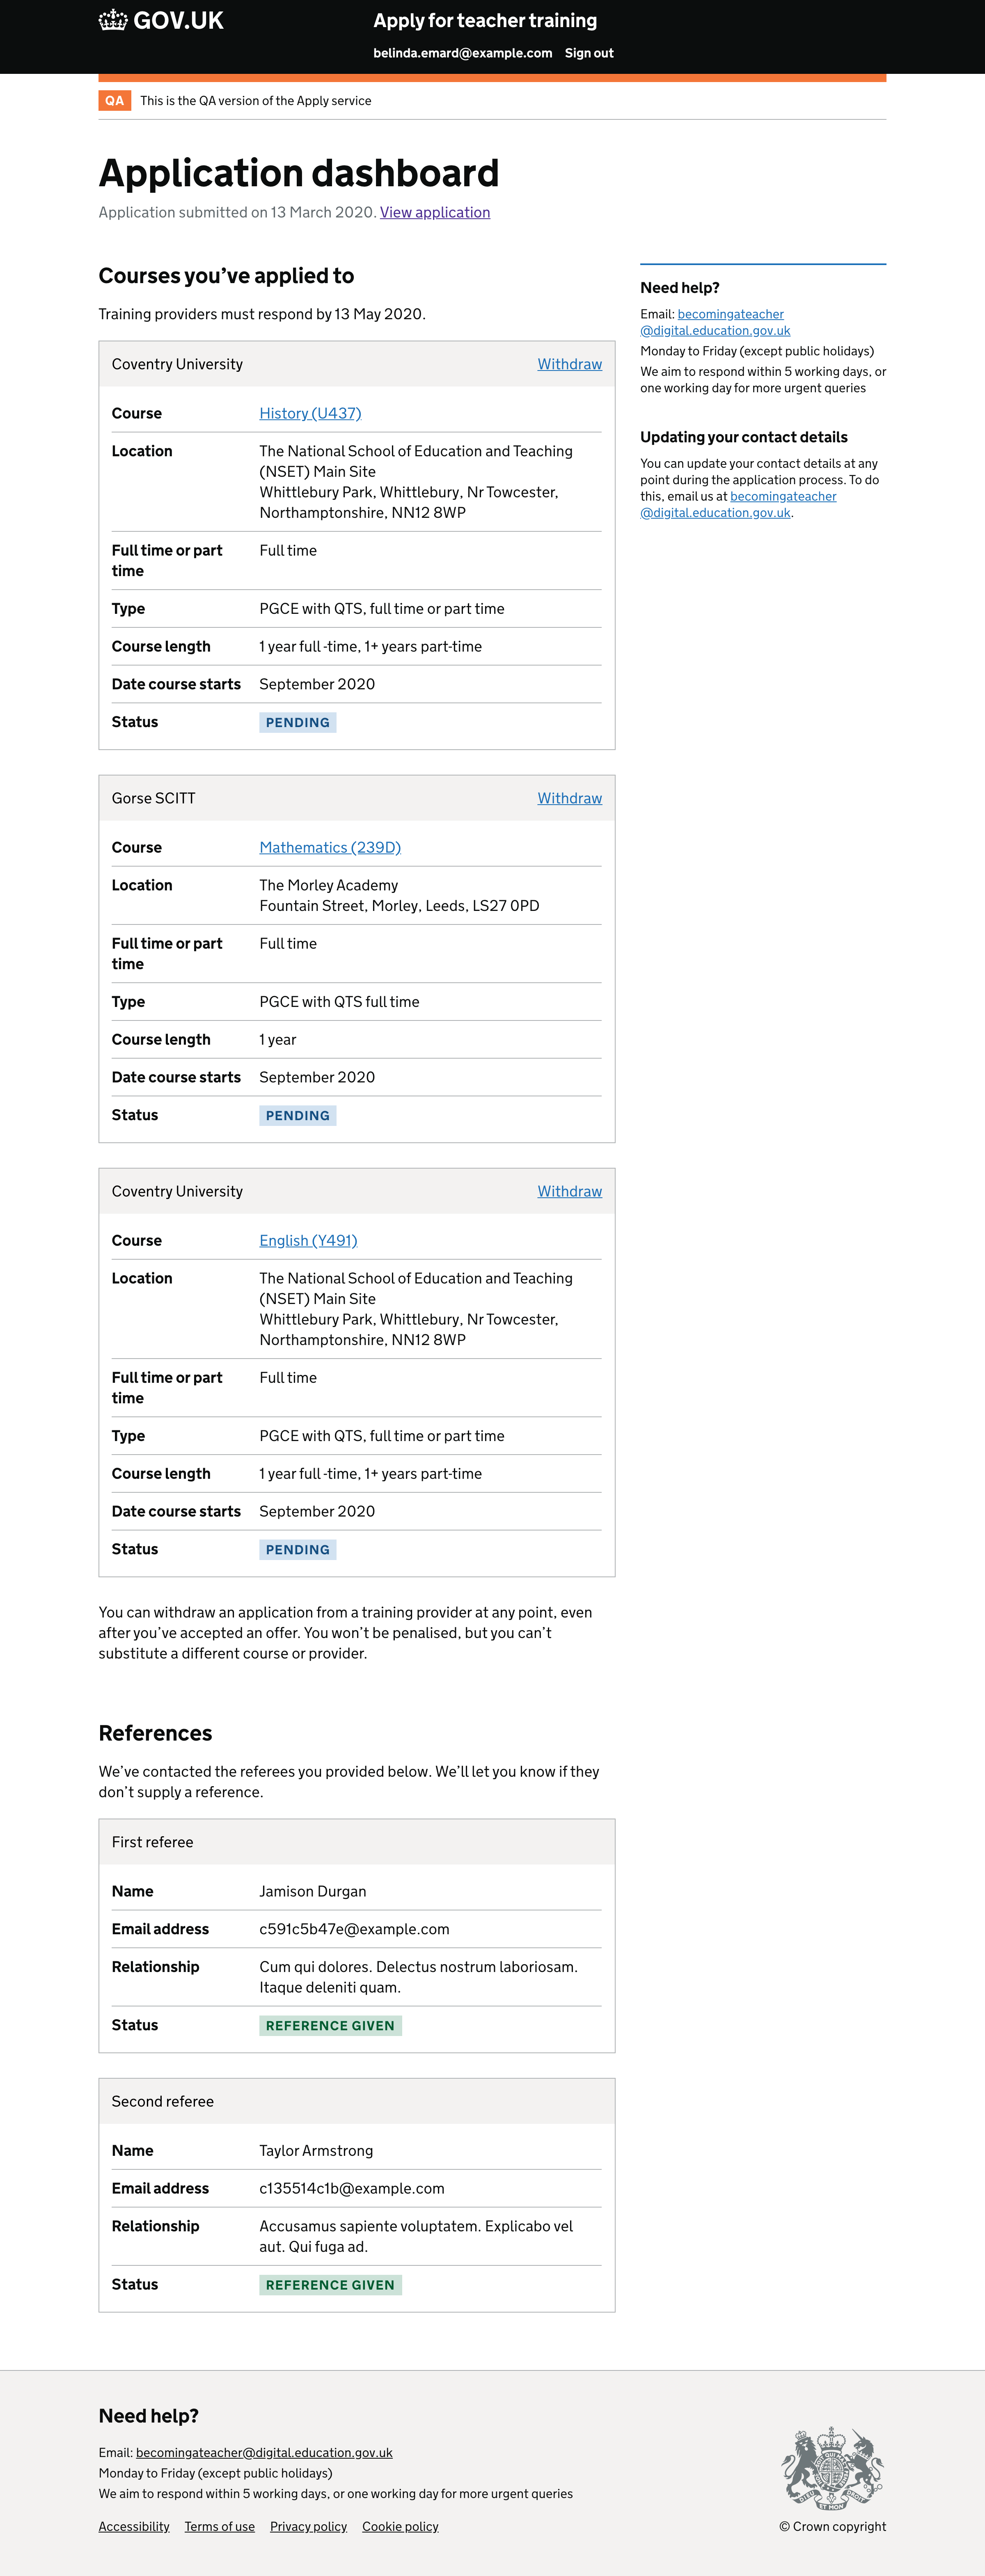 GOV.UK
Apply for teacher training
belinda.emard@example.com Sign out
QA This is the QA version of the Apply service
Application dashboard
Application submitted on 13 March 2020. View application
Courses you’ve applied to
Training providers must respond by 13 May 2020.
Coventry University Withdraw
Course History (U437)
Location The National School of Education and Teaching
(NSET) Main Site
Whittlebury Park, Whittlebury, Nr Towcester,
Northamptonshire, NN12 8WP
Full time or part Full time
time
Type PGCE with QTS, full time or part time
Course length 1 year full -time, 1+ years part-time
Date course starts September 2020
Status PENDING
Gorse SCITT Withdraw
Course Mathematics (239D)
Location The Morley Academy
Fountain Street, Morley, Leeds, LS27 0PD
Full time or part Full time
time
Type PGCE with QTS full time
Course length 1 year
Date course starts September 2020
Status PENDING
Coventry University Withdraw
Course English (Y491)
Location The National School of Education and Teaching
(NSET) Main Site
Whittlebury Park, Whittlebury, Nr Towcester,
Northamptonshire, NN12 8WP
Full time or part Full time
time
Type PGCE with QTS, full time or part time
Course length 1 year full -time, 1+ years part-time
Date course starts September 2020
Status PENDING
You can withdraw an application from a training provider at any point, even
after you’ve accepted an offer. You won’t be penalised, but you can’t
substitute a different course or provider.
References
We’ve contacted the referees you provided below. We’ll let you know if they
don’t supply a reference.
First referee
Name Jamison Durgan
Email address c591c5b47e@example.com
Relationship Cum qui dolores. Delectus nostrum laboriosam.
Itaque deleniti quam.
Status REFERENCE GIVEN
Second referee
Name Taylor Armstrong
Email address c135514c1b@example.com
Relationship Accusamus sapiente voluptatem. Explicabo vel
aut. Qui fuga ad.
Status REFERENCE GIVEN
Need help?
Email: becomingateacher
@digital.education.gov.uk
Monday to Friday (except public holidays)
We aim to respond within 5 working days, or
one working day for more urgent queries
Updating your contact details
You can update your contact details at any
point during the application process. To do
this, email us at becomingateacher
@digital.education.gov.uk.
Need help?
Email: becomingateacher@digital.education.gov.uk
Monday to Friday (except public holidays)
We aim to respond within 5 working days, or one working day for more urgent queries
Accessibility Terms of use Privacy policy Cookie policy
© Crown copyright